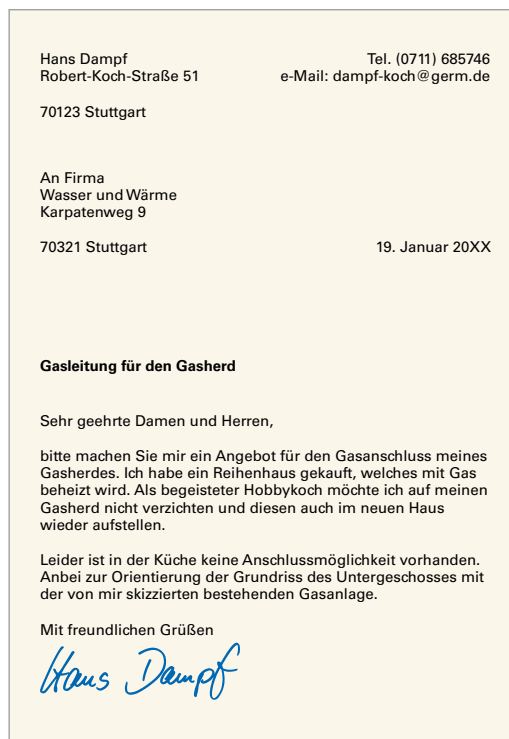 Hans Dampf Tel. (0711) 685746
Robert-Koch-Straße 51 e-Mail: dampf-koch@germ.de
70123 Stuttgart
An Firma
Wasser und Wärme
Karpatenweg 9
70321 Stuttgart 19. Januar 20XX
Gasleitung für den Gasherd
Sehr geehrte Damen und Herren,
bitte machen Sie mir ein Angebot für den Gasanschluss meines
Gasherdes. Ich habe ein Reihenhaus gekauft, welches mit Gas
beheizt wird. Als begeisteter Hobbykoch möchte ich auf meinen
Gasherd nicht verzichten und diesen auch im neuen Haus
wieder aufstellen.
Leider ist in der Küche keine Anschlussmöglichkeit vorhanden.
Anbei zur Orientierung der Grundriss des Untergeschosses mit
der von mir skizzierten bestehenden Gasanlage.
Mit freundlichen Grüßen
Hans Dampf